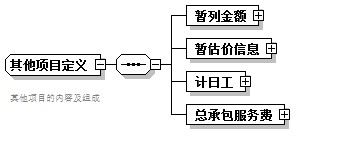 暂列金额
暂估价信息
其他项目定义
计日工
其他项目的内容及组成
总承包服务费